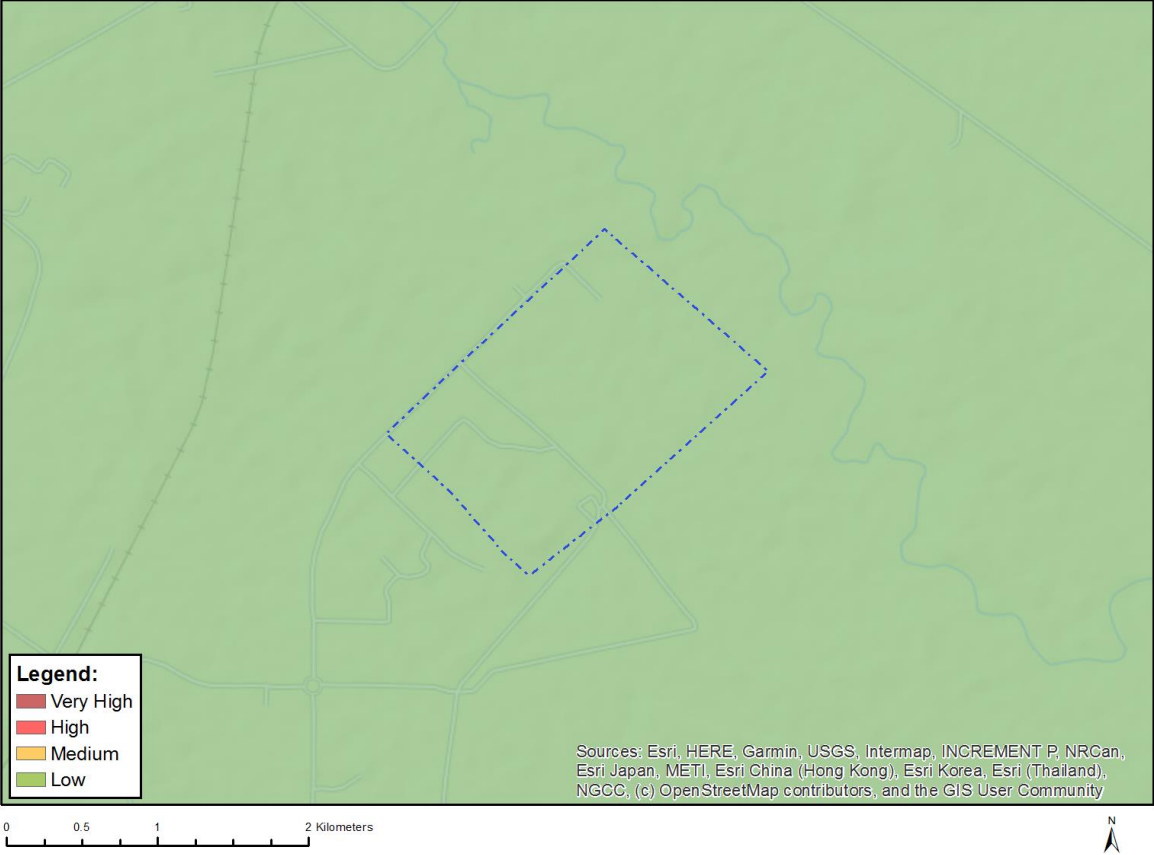 Legend:
Very High
High
Medium
Low
Sources: Esri, HERE, Garmin, USGS, Intermap, INCREMENT P, NRCan,
Esri Japan, METI, Esri China (Hong Kong), Esri Korea, Esri (Thailand),
NGCC, (c) OpenStreetMap contributors, and the GIS User Community
0 0.5 1 2 Kilometers
N